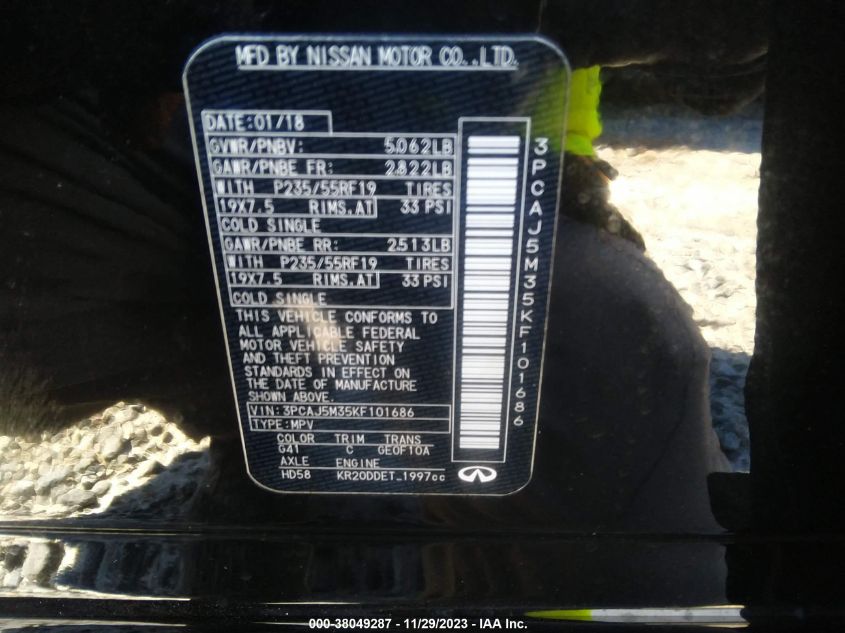 MFD BY NISSAN MOTOR CO.,LTD.
DATE:01/18
GVWR/PNBV: 5062LB
GAWR/PNBE FR: 2822LB
WITH P235/55RF19 TIRES
19X7.5 RIMS.AT 33 PSI
COLD SINGLE
GAWR/PNBE RR: 2513LB
WITH P235/55RF19 TIRES
19X7.5 RIMS.AT 33 PSI
COLD SINGLE
THIS VEHICLE CONFORMS TO
ALL APPLICABLE FEDERAL
MOTOR VEHICLE SAFETY
AND THEFT PREVENTION
STANDARDS IN EFFECT ON
THE DATE OF MANUFACTURE
SHOWN ABOVE.
VIN:3PCAJ5M35KF101686
TYPE:MPV
COLOR TRIM TRANS
G41 C GE0F10A
AXLE ENGINE
HD58 KR20DDET-1997cc
3PCAJ5M35KF101686
000-38049287 - 11/29/2023 - IAA Inc.